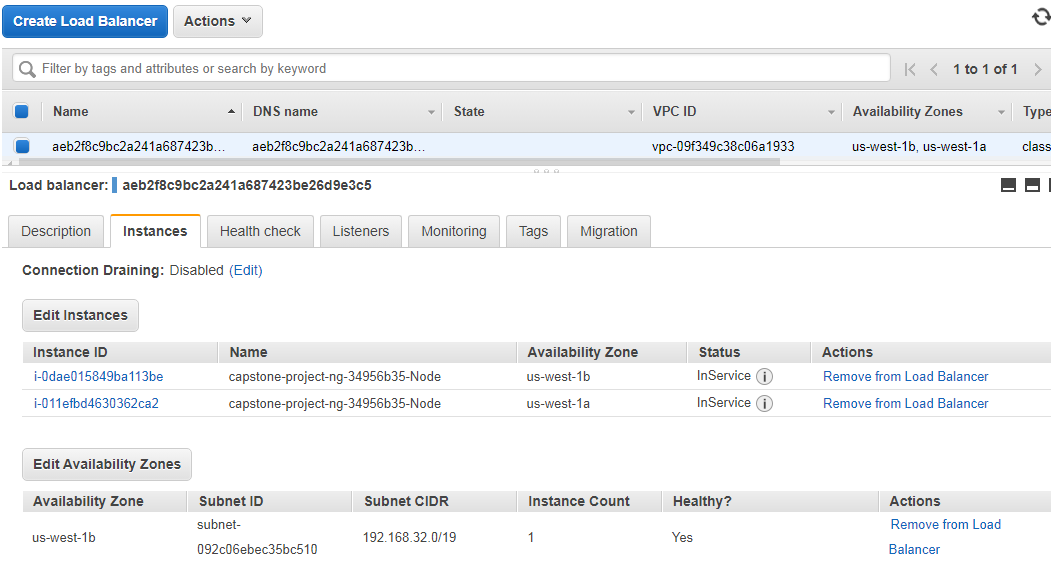 Create Load Balancer Actions
Filter by tags and attributes or search by keyword 1 to 1 of 1
Name DNS name State VPC ID Availability Zones Type
aeb2f8c9bc2a241a687423b... aeb2f8c9bc2a241a687423b... vpc-09f349c38c06a1933 us-west-1b, us-west-1a class
Load balancer: aeb2f8c9bc2a241a687423be26d9e3c5
Description Instances Health check Listeners Monitoring Tags Migration
Connection Draining: Disabled (Edit)
Edit Instances
Instance ID Name Availability Zone Status Actions
i-0dae015849ba113be capstone-project-ng-34956b35-Node us-west-1b InService i Remove from Load Balancer
i-011efbd4630362ca2 capstone-project-ng-34956b35-Node us-west-1a InService i Remove from Load Balancer
Edit Availability Zones
Availability Zone Subnet ID Subnet CIDR Instance Count Healthy? Actions
us-west-1b subnet-092c06ebec35bc510 192.168.32.0/19 1 Yes Remove from Load Balancer